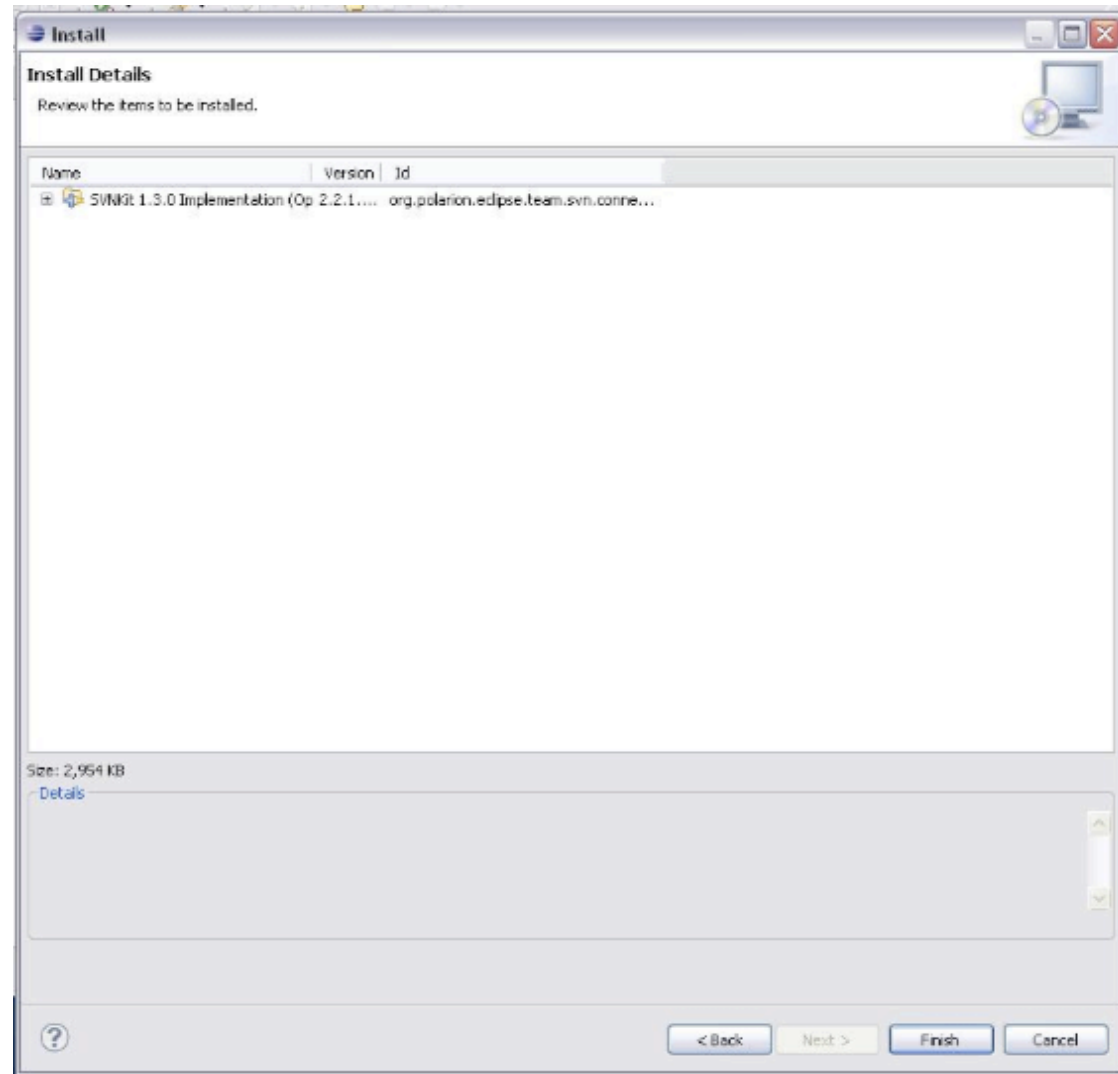 Install
Install Details
Review the items to be installed.
Name Version Id
SVNKit 1.3.0 Implementation (Op 2.2.1.... org.polarion.eclipse.team.svn.conne...
Size: 2,954 KB
Details
?
< Back Next > Finish Cancel